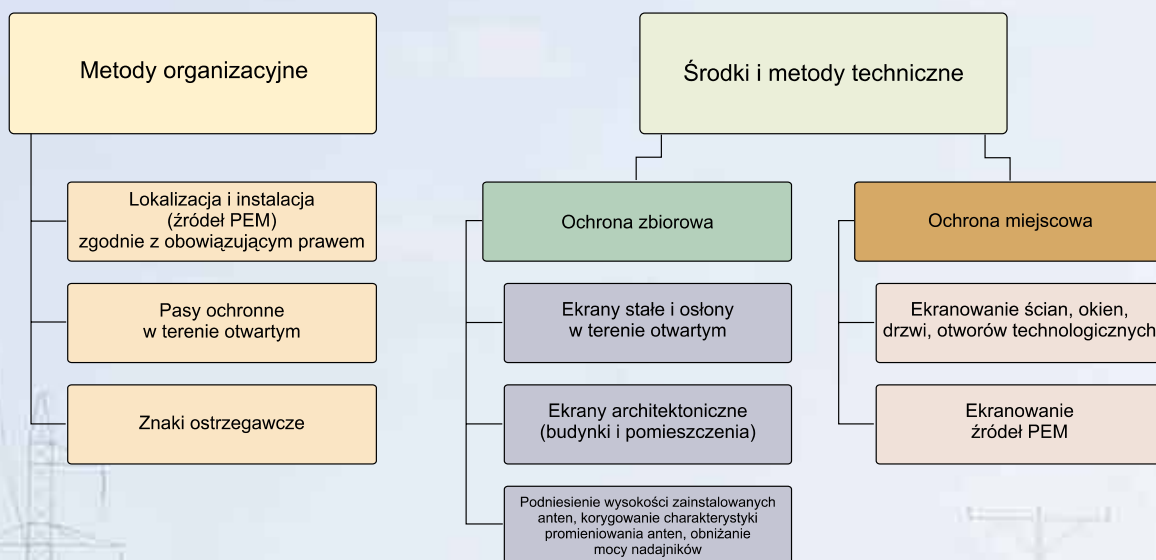 Metody organizacyjne
Lokalizacja i instalacja
(źródeł PEM)
zgodnie z obowiązującym prawem
Pasy ochronne
w terenie otwartym
Znaki ostrzegawcze
Środki i metody techniczne
Ochrona zbiorowa
Ekrany stałe i osłony
w terenie otwartym
Ekrany architektoniczne
(budynki i pomieszczenia)
Podniesienie wysokości zainstalowanych
anten, korygowanie charakterystyki
promieniowania anten, obniżanie
mocy nadajników
Ochrona miejscowa
Ekranowanie ścian, okien,
drzwi, otworów technologicznych
Ekranowanie
źródeł PEM